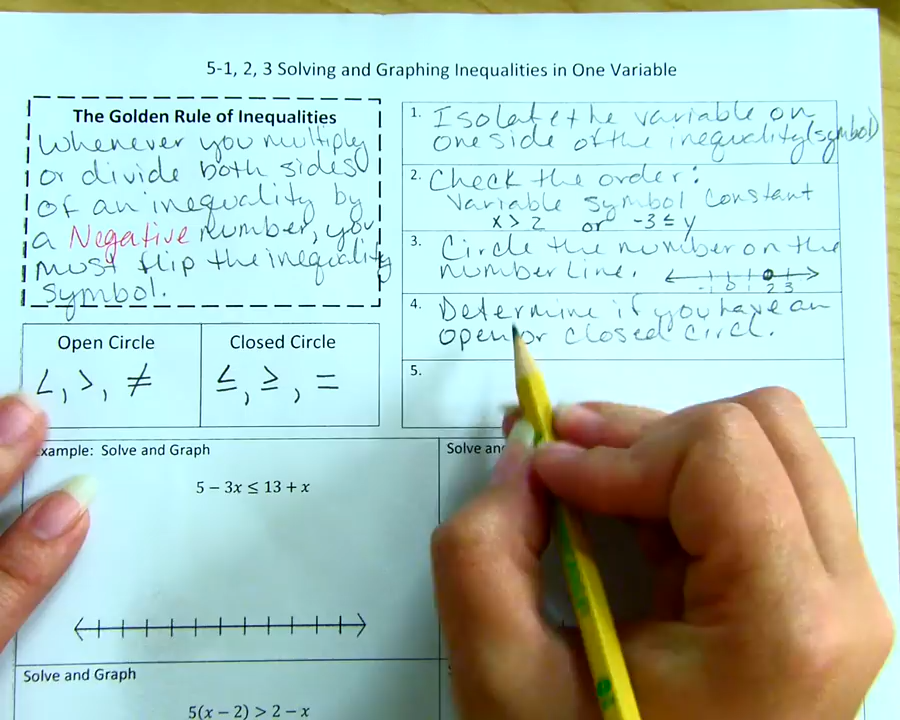 5-1, 2, 3 Solving and Graphing Inequalities in One Variable
The Golden Rule of Inequalities
Whenever you multiply
or divide both sides
of an inequality by
a Negative number, you
must flip the inequality
symbol.
1. Isolate the variable on
one side of the inequality (symbol)
2. Check the order:
Variable symbol constant
x > 2 or -3 ≤ y
3. Circle the number on the
number line.
-1 0 1 2 3
4. Determine if you have an
open or closed circl.
5.
Open Circle
<, >, ≠
Closed Circle
≤, ≥, =
Example: Solve and Graph
5 − 3x ≤ 13 + x
Solve and
Solve and Graph
5(x − 2) > 2 − x